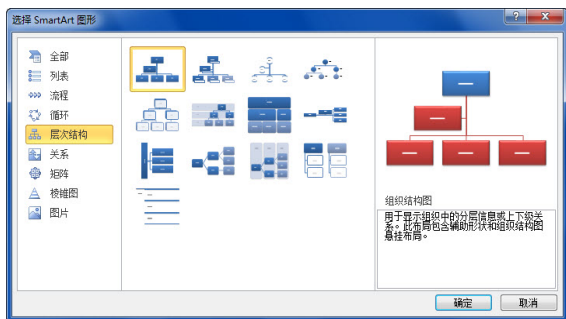 选择 SmartArt 图形
全部
列表
流程
循环
层次结构
关系
矩阵
棱锥图
图片
组织结构图
用于显示组织中的分层信息或上下级关
系。此布局包含辅助形状和组织结构图
悬挂布局。
确定
取消